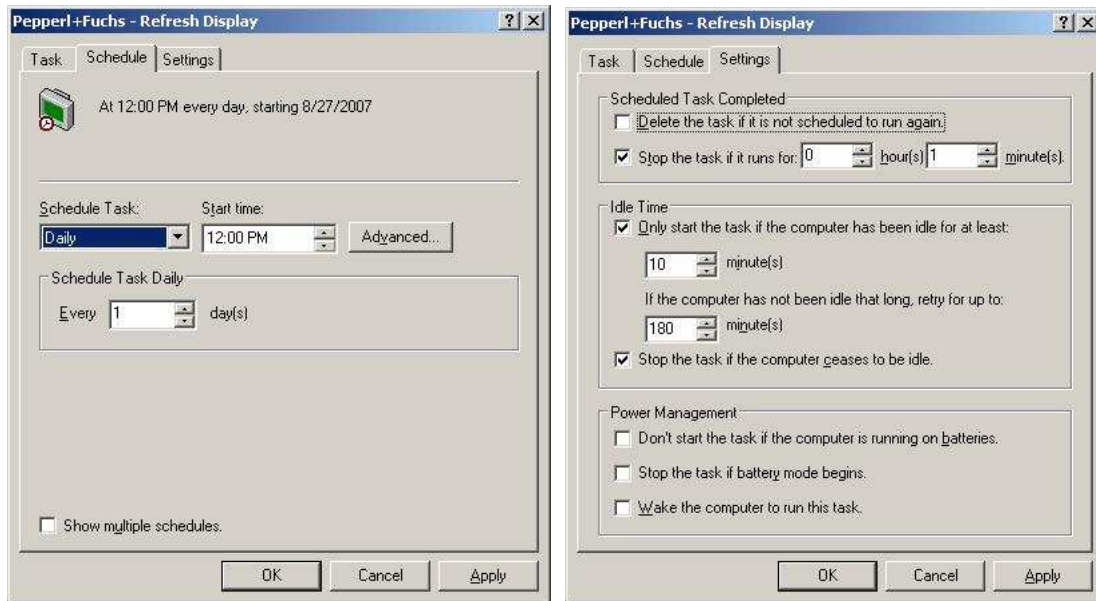 Pepperl+Fuchs - Refresh Display
Task Schedule Settings
At 12:00 PM every day, starting 8/27/2007
Schedule Task: Start time:
Daily 12:00 PM Advanced...
Schedule Task Daily
Every 1 day(s)
Show multiple schedules.
OK Cancel Apply
Pepperl+Fuchs - Refresh Display
Task Schedule Settings
Scheduled Task Completed
Delete the task if it is not scheduled to run again.
Stop the task if it runs for: 0 hour(s) 1 minute(s).
Idle Time
Only start the task if the computer has been idle for at least:
10 minute(s)
If the computer has not been idle that long, retry for up to:
180 minute(s)
Stop the task if the computer ceases to be idle.
Power Management
Don't start the task if the computer is running on batteries.
Stop the task if battery mode begins.
Wake the computer to run this task.
OK Cancel Apply